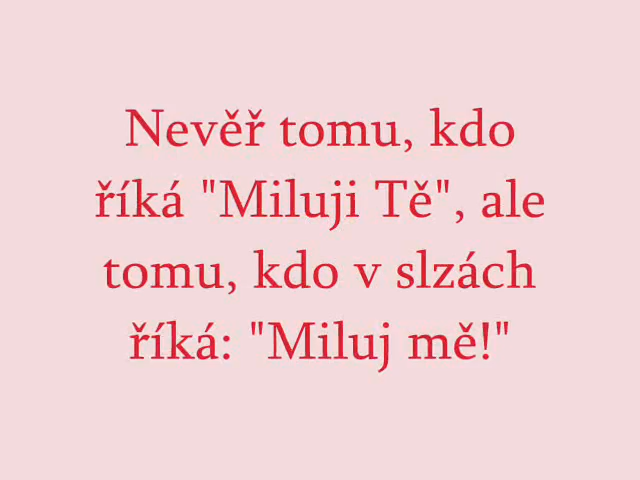 Nevěř tomu, kdo
říká "Miluji Tě", ale
tomu, kdo v slzách
říká: "Miluj mě!"